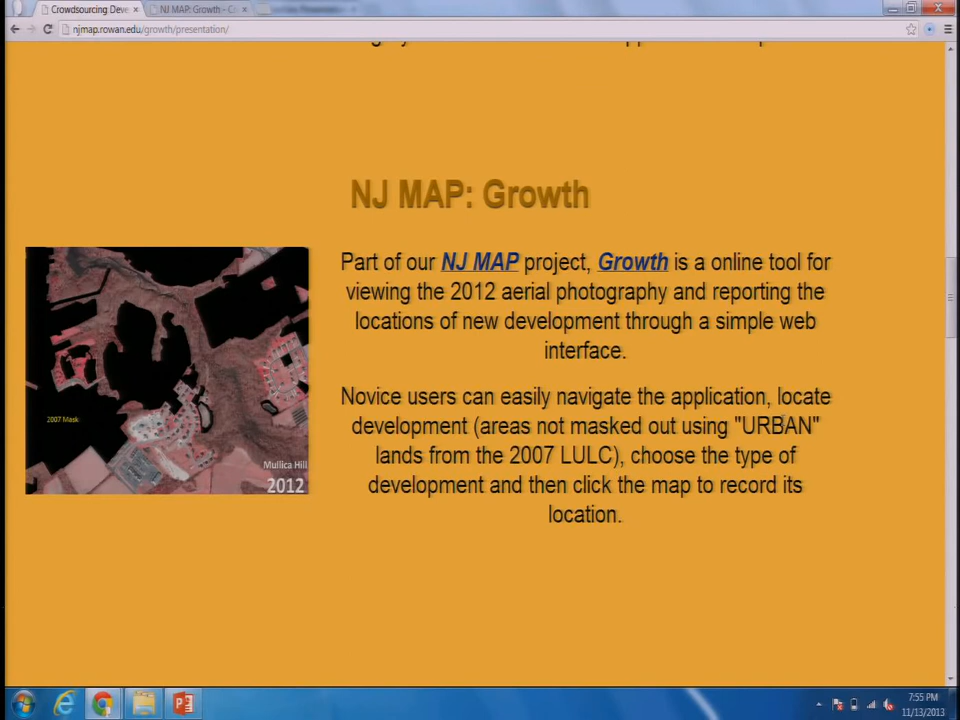 Crowdsourcing Deve
NJ MAP: Growth - C
njmap.rowan.edu/growth/presentation/
NJ MAP: Growth
Part of our NJ MAP project, Growth is a online tool for
viewing the 2012 aerial photography and reporting the
locations of new development through a simple web
interface.
Novice users can easily navigate the application, locate
development (areas not masked out using "URBAN"
lands from the 2007 LULC), choose the type of
development and then click the map to record its
location.
2007 Mask
Mullica Hill
2012
7:55 PM
11/13/2013